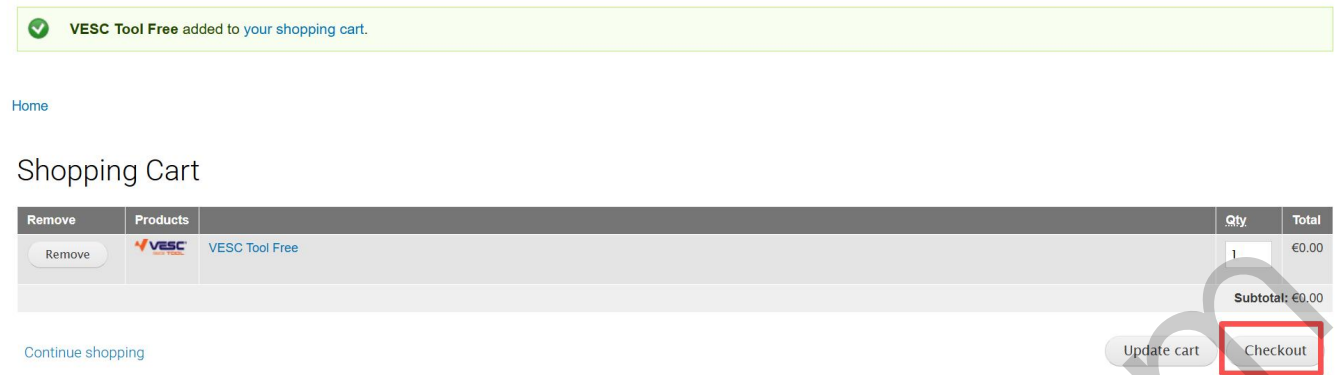 VESC Tool Free added to your shopping cart.
Home
Shopping Cart
Remove Products Qty. Total
Remove VESC VESC Tool Free 1 €0.00
Subtotal: €0.00
Continue shopping Update cart Checkout